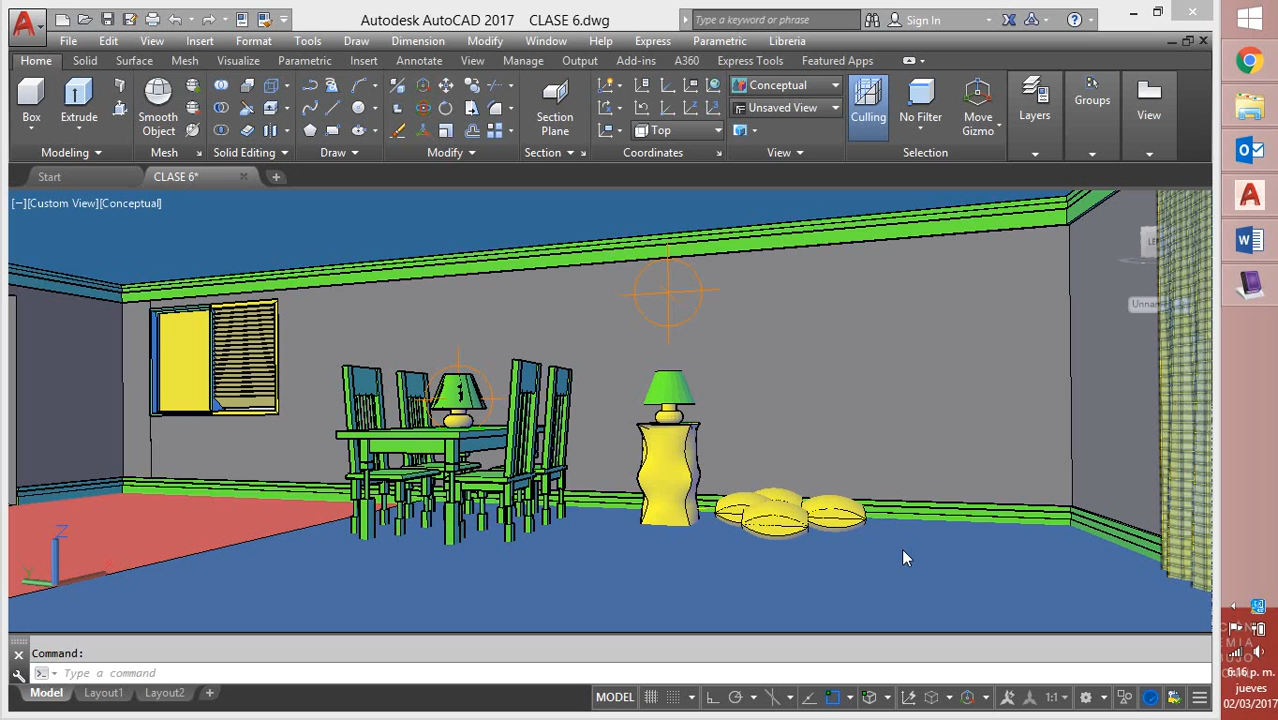 Autodesk AutoCAD 2017 CLASE 6.dwg
Type a keyword or phrase
Sign In
File Edit View Insert Format Tools Draw Dimension Modify Window Help Express Parametric Libreria
Home Solid Surface Mesh Visualize Parametric Insert Annotate View Manage Output Add-ins A360 Express Tools Featured Apps
Box Extrude Smooth Object Section Plane Conceptual Unsaved View Top Culling No Filter Move Gizmo Layers Groups View
Modeling Mesh Solid Editing Draw Modify Section Coordinates View Selection
Start CLASE 6*
[−][Custom View][Conceptual]
Z
Command:
Type a command
Model Layout1 Layout2
MODEL 1:1
6:16 p. m.
jueves
02/03/2017